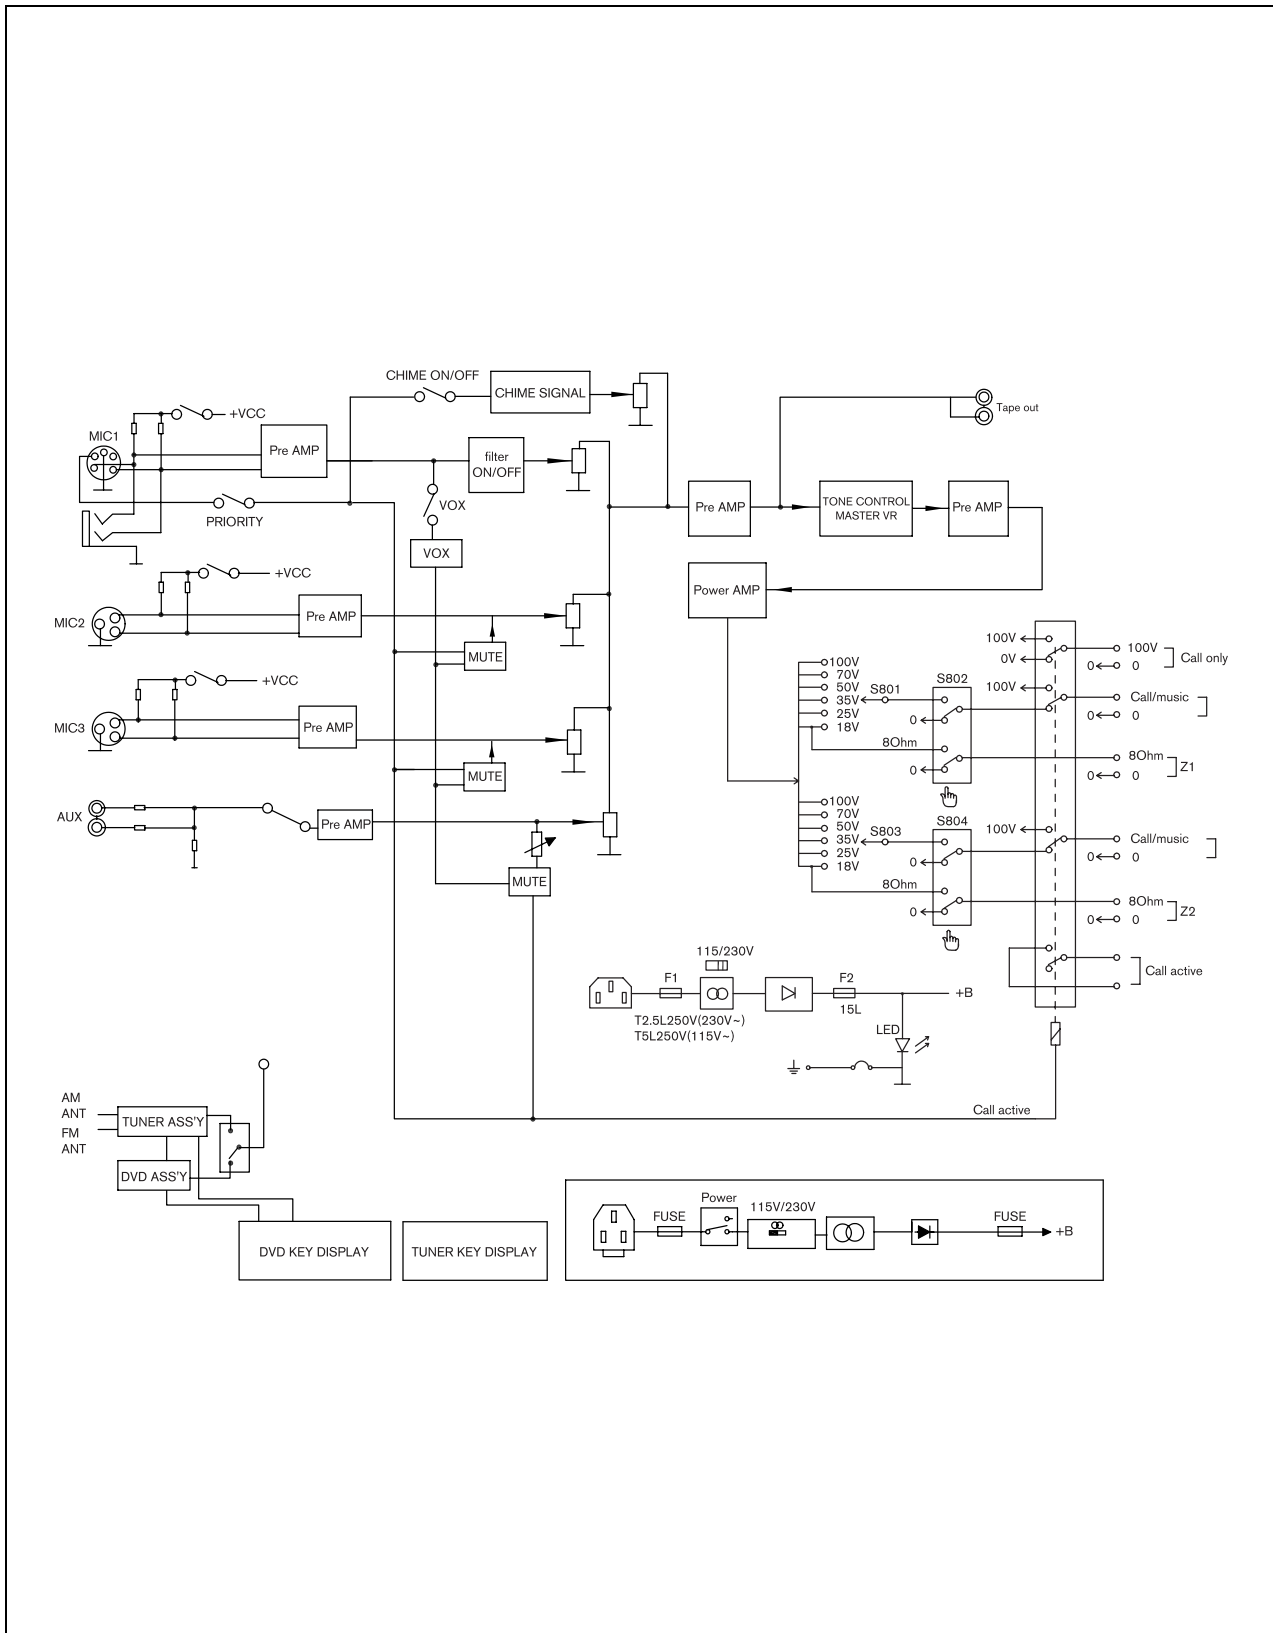 CHIME ON/OFF
CHIME SIGNAL
+VCC
MIC1
Pre AMP
filter
ON/OFF
Tape out
VOX
PRIORITY
Pre AMP
TONE CONTROL
MASTER VR
Pre AMP
VOX
+VCC
Power AMP
MIC2
Pre AMP
MUTE
100V
0V
100V
0
0
Call only
+VCC
100V
70V
50V
35V
25V
18V
S801
S802
0
8Ohm
0
100V
Call/music
0
0
MIC3
Pre AMP
MUTE
8Ohm
0
0
Z1
AUX
Pre AMP
MUTE
100V
70V
50V
35V
25V
18V
S803
S804
0
8Ohm
0
100V
Call/music
0
0
8Ohm
0
0
Z2
115/230V
F1
F2
15L
+B
T2.5L250V(230V~)
T5L250V(115V~)
LED
Call active
Call active
AM
ANT
FM
ANT
TUNER ASS'Y
DVD ASS'Y
DVD KEY DISPLAY
TUNER KEY DISPLAY
FUSE
Power
115V/230V
FUSE
+B